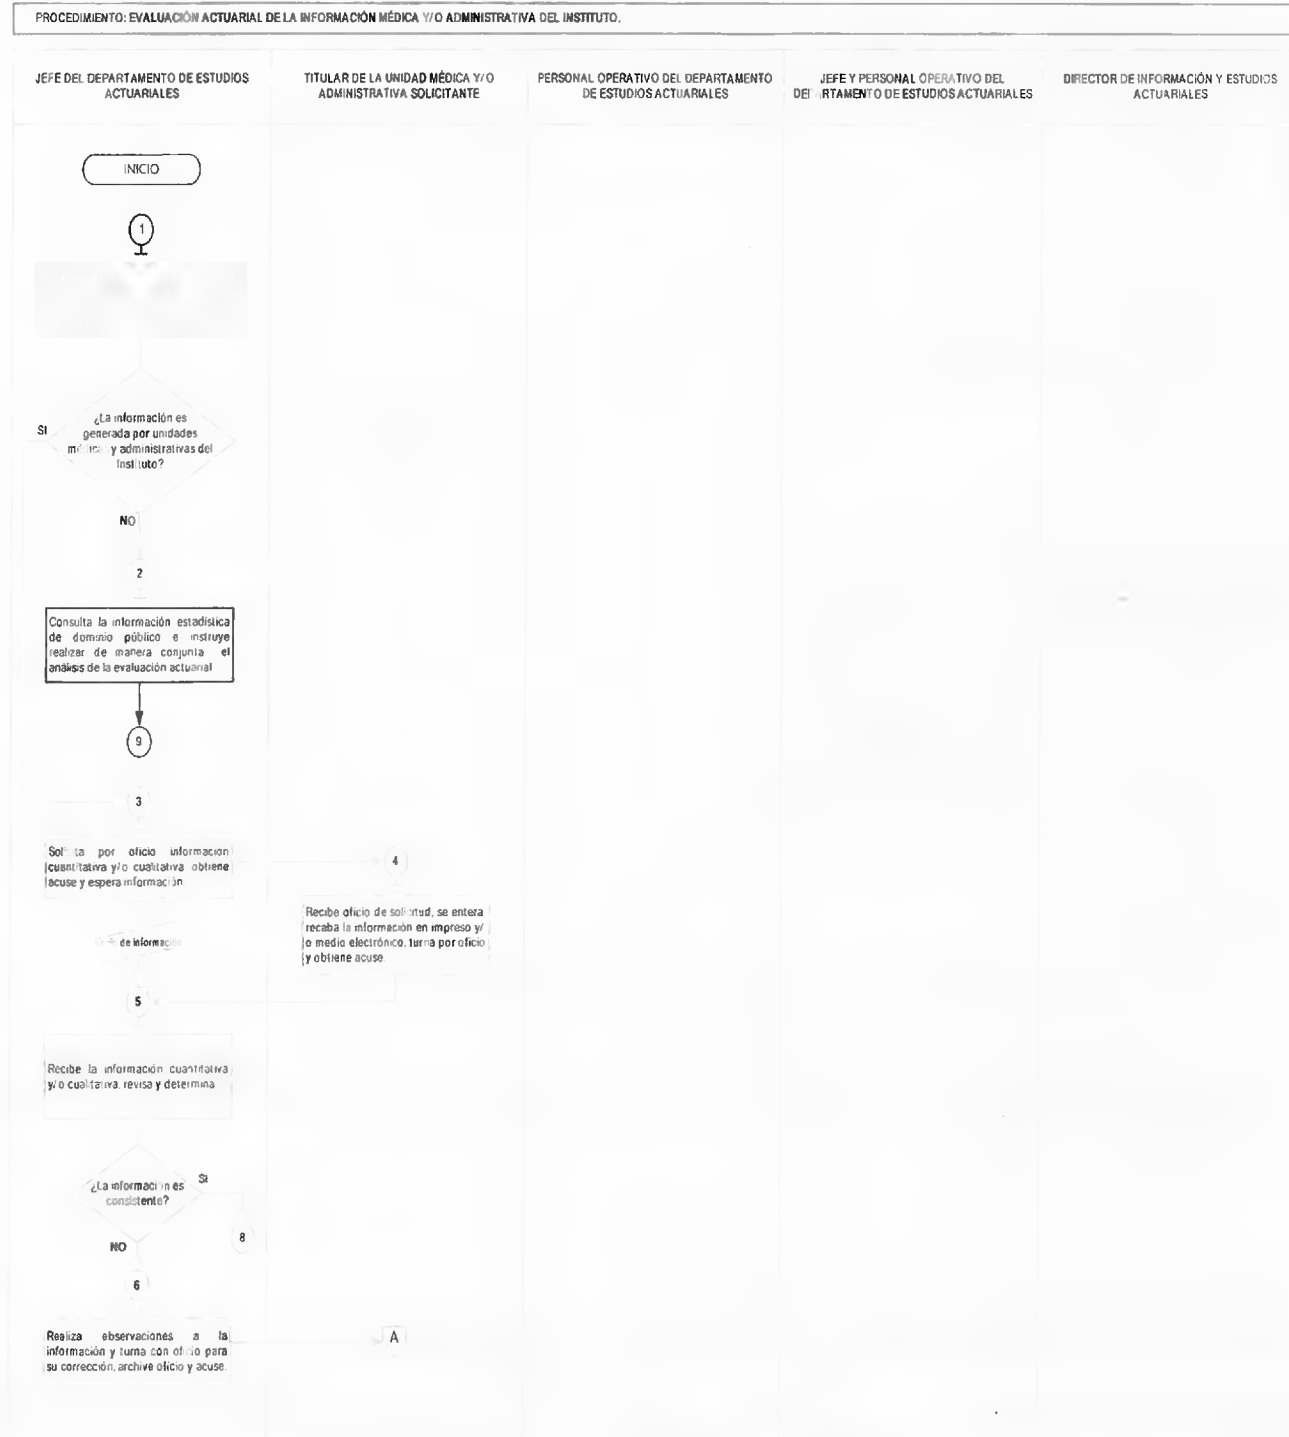 PROCEDIMIENTO: EVALUACIÓN ACTUARIAL DE LA INFORMACIÓN MÉDICA Y/O ADMINISTRATIVA DEL INSTITUTO.
JEFE DEL DEPARTAMENTO DE ESTUDIOS
ACTUARIALES
TITULAR DE LA UNIDAD MÉDICA Y/O
ADMINISTRATIVA SOLICITANTE
PERSONAL OPERATIVO DEL DEPARTAMENTO
DE ESTUDIOS ACTUARIALES
JEFE Y PERSONAL OPERATIVO DEL
DEPARTAMENTO DE ESTUDIOS ACTUARIALES
DIRECTOR DE INFORMACIÓN Y ESTUDIOS
ACTUARIALES
INICIO
1
¿La información es
generada por unidades
médicas y administrativas del
Instituto?
SI
NO
2
Consulta la información estadística
de dominio público e instruye
realizar de manera conjunta el
análisis de la evaluación actuarial
9
3
Solicita por oficio información
cuantitativa y/o cualitativa obtiene
acuse y espera información.
4
Recibe oficio de solicitud, se entera
recaba la información en impreso y/
o medio electrónico, turna por oficio
y obtiene acuse.
de información
5
Recibe la información cuantitativa
y/o cualitativa, revisa y determina
¿La información es
consistente?
SI
8
NO
6
Realiza observaciones a la
información y turna con oficio para
su corrección, archive oficio y acuse.
A